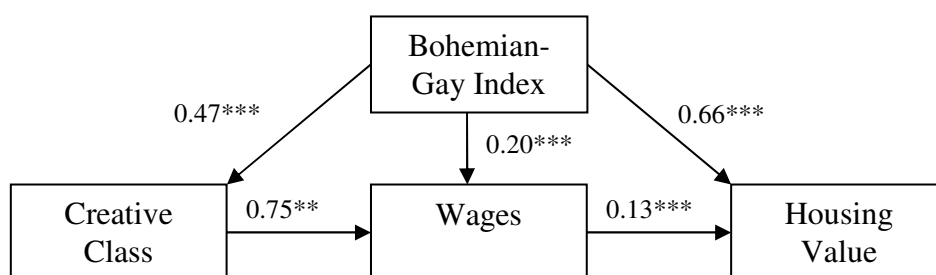 Bohemian-
Gay Index
0.47***
0.20***
0.66***
Creative
Class
0.75**
Wages
0.13***
Housing
Value